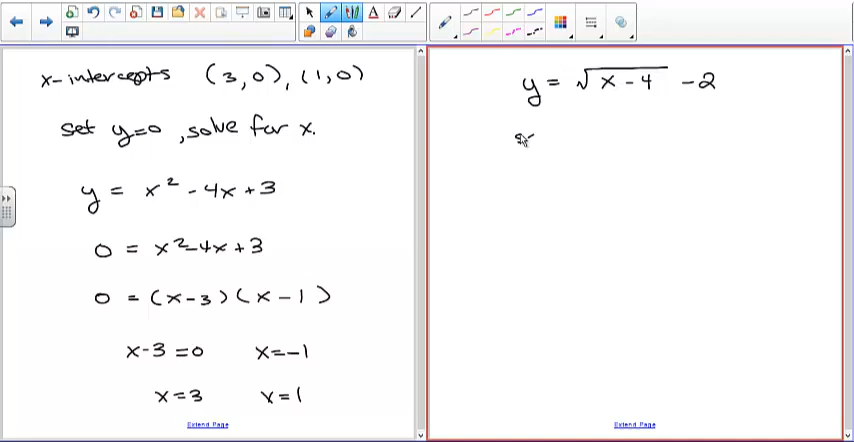 x-intercepts (3,0), (1,0)
set y=0, solve for x.
y = x² - 4x + 3
0 = x² - 4x + 3
0 = (x - 3)(x - 1)
x - 3 = 0 x = -1
x = 3 x = 1
Extend Page
y = √x - 4 - 2
Extend Page